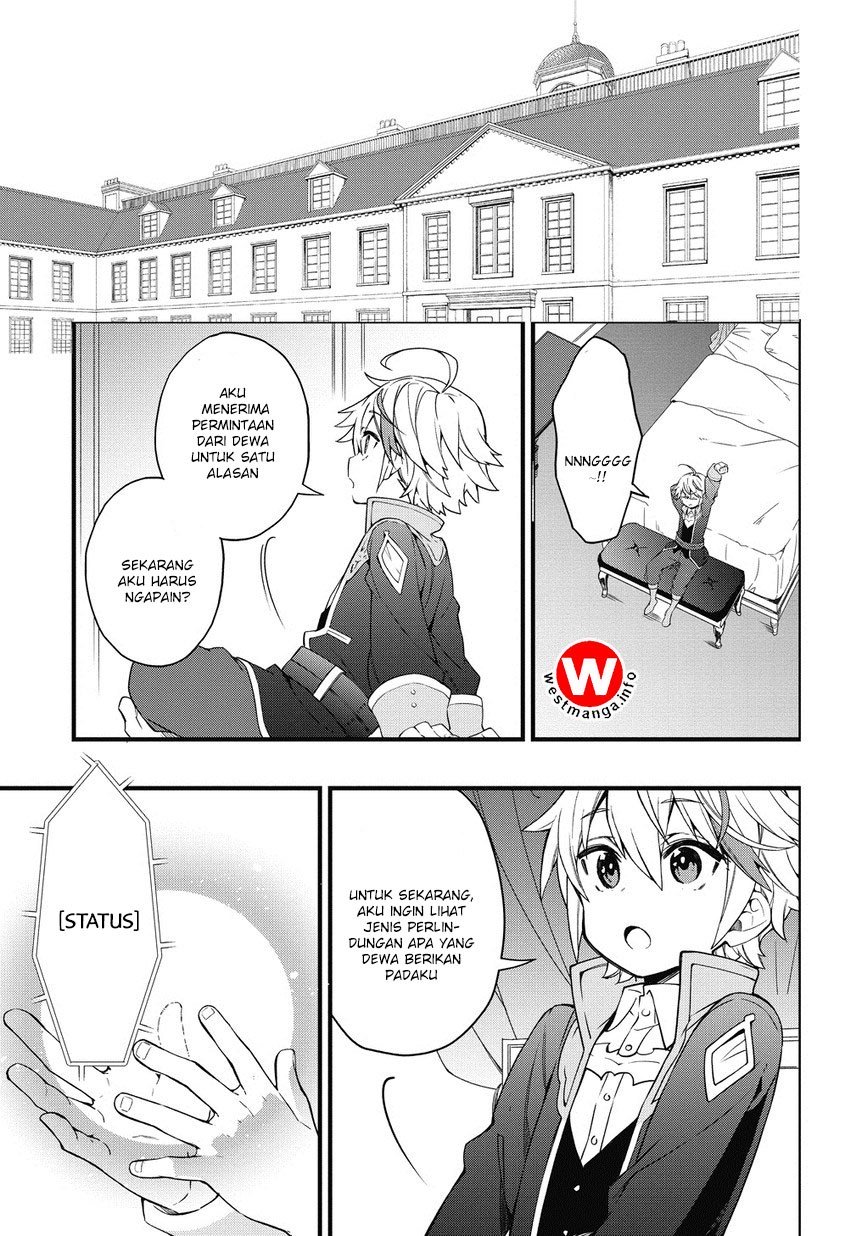 NNNGGGG
~!!
AKU
MENERIMA
PERMINTAAN
DARI DEWA
UNTUK SATU
ALASAN
SEKARANG
AKU HARUS
NGAPAIN?
W
westmanga.info
UNTUK SEKARANG,
AKU INGIN LIHAT
JENIS PERLIN-
DUNGAN APA YANG
DEWA BERIKAN
PADAKU
[STATUS]